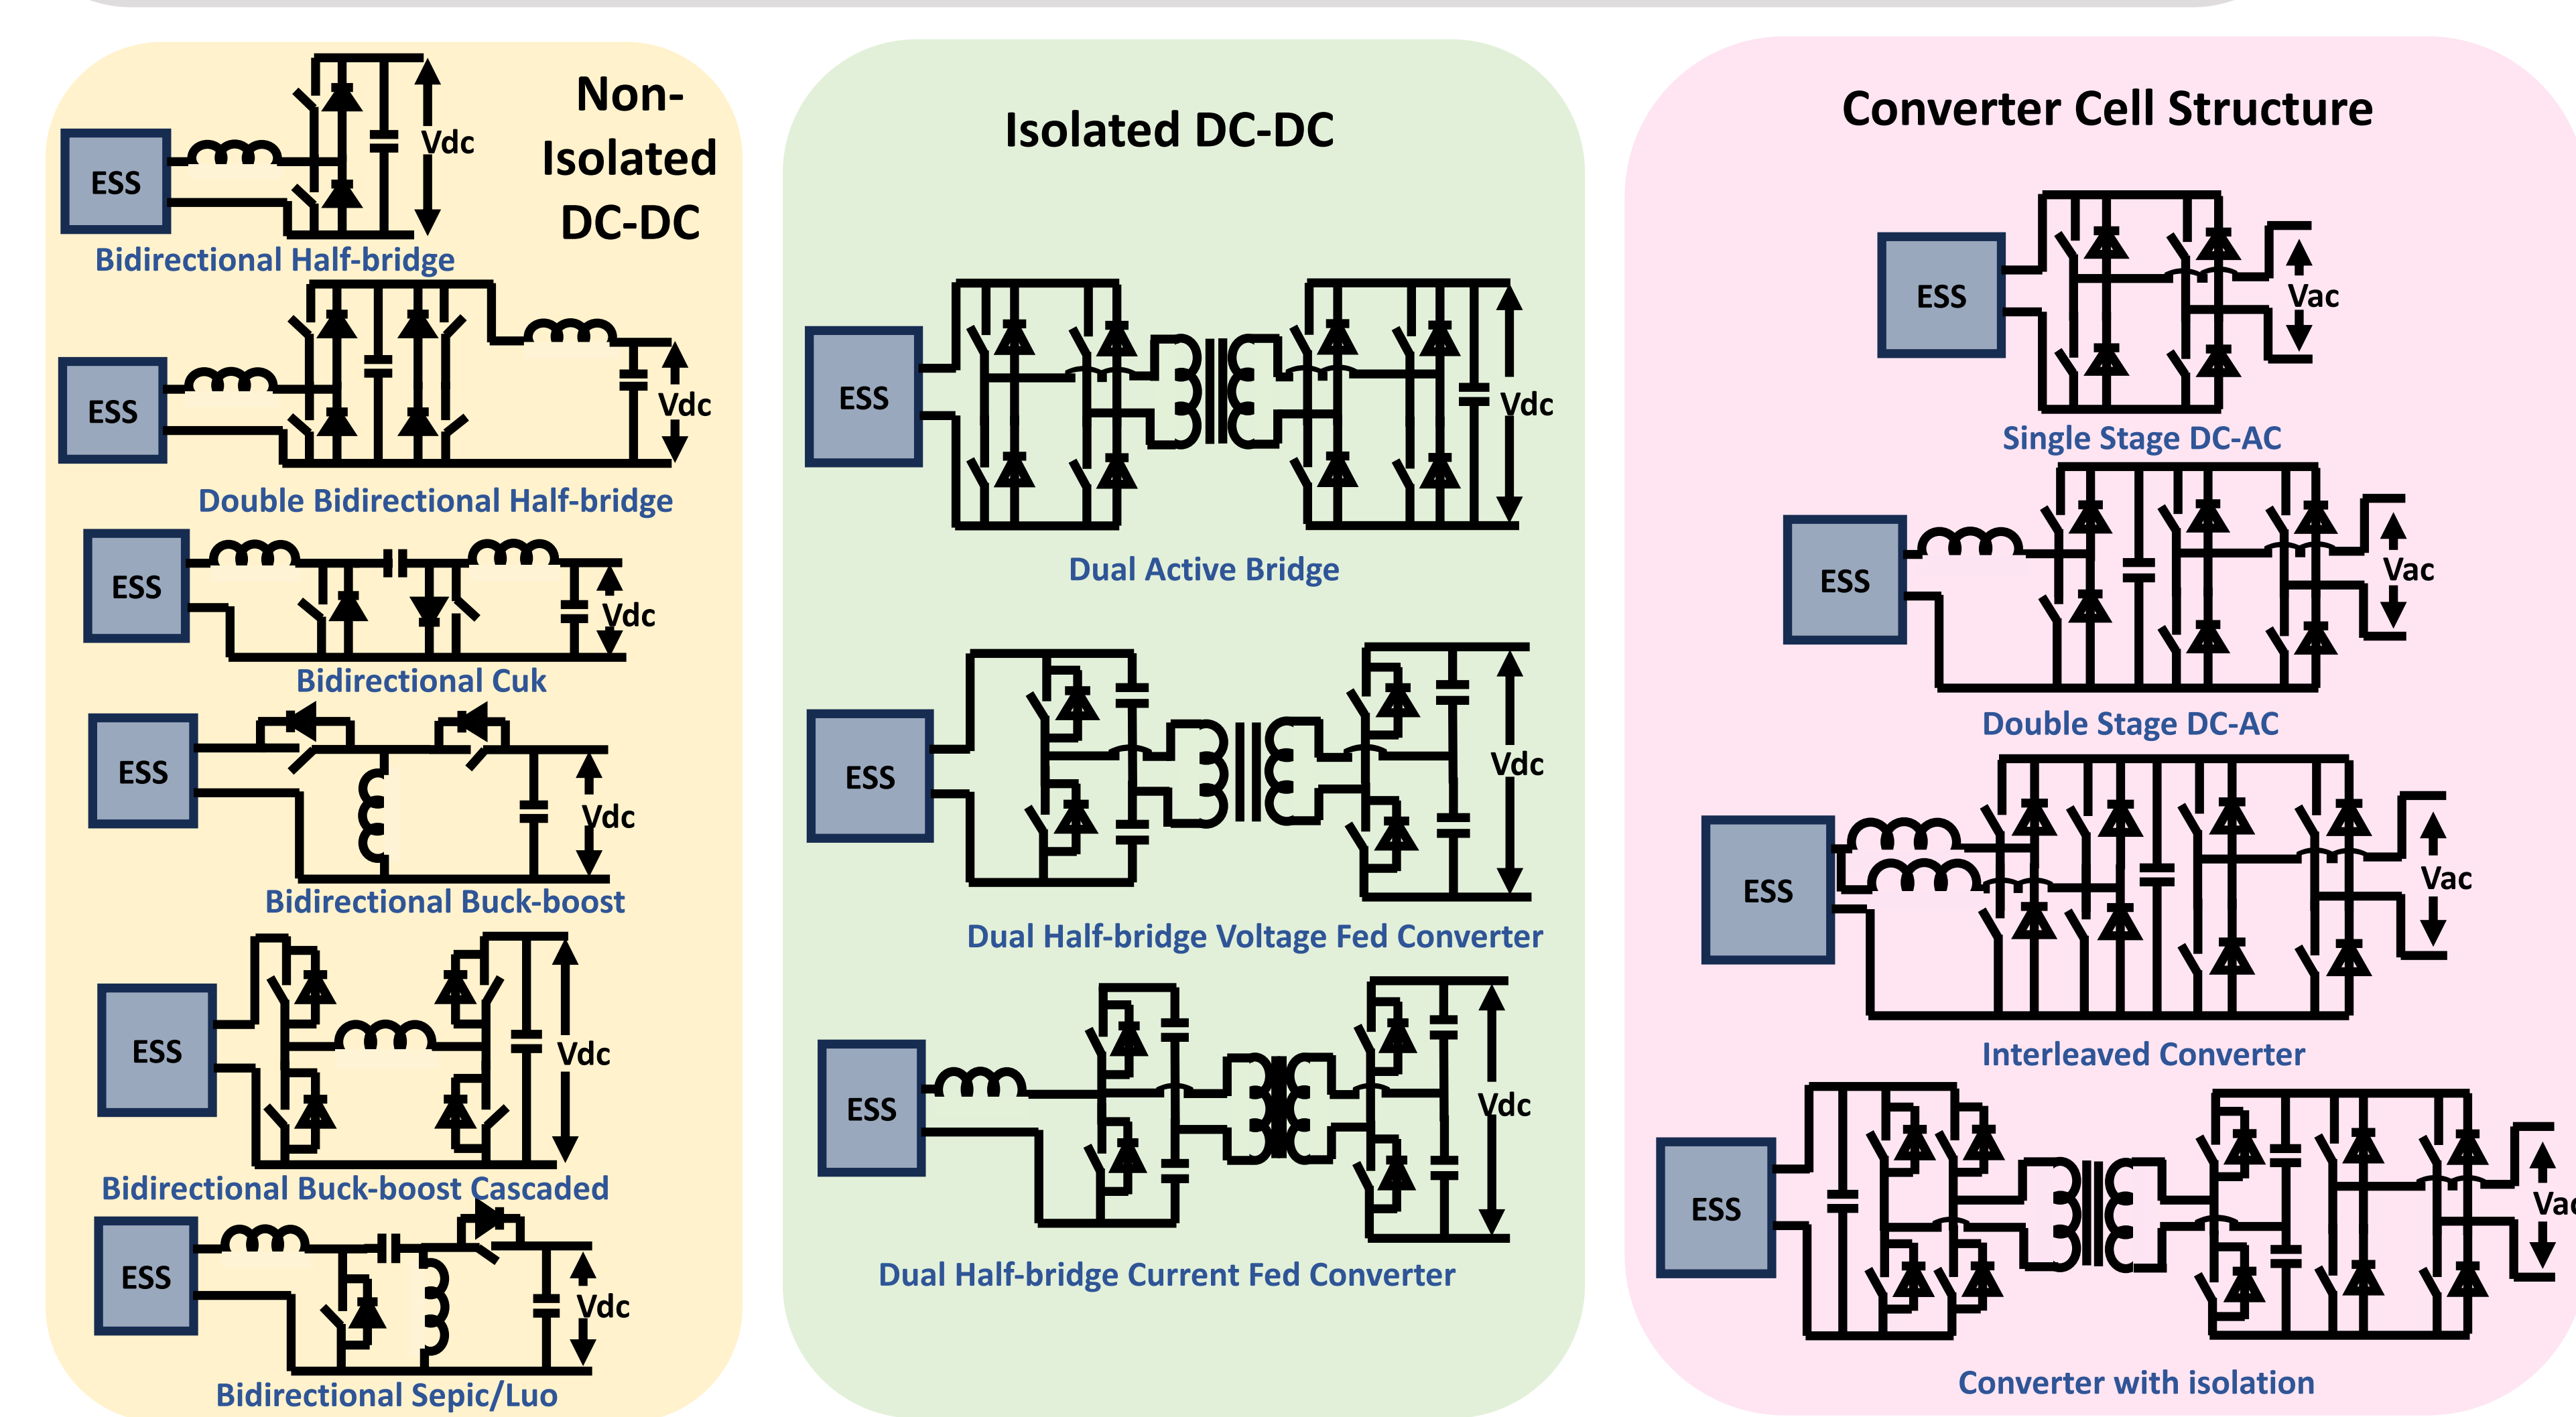 Non-
Isolated
DC-DC
ESS
Vdc
Bidirectional Half-bridge
ESS
Vdc
Double Bidirectional Half-bridge
ESS
Vdc
Bidirectional Cuk
ESS
Vdc
Bidirectional Buck-boost
ESS
Vdc
Bidirectional Buck-boost Cascaded
ESS
Vdc
Bidirectional Sepic/Luo
Isolated DC-DC
ESS
Vdc
Dual Active Bridge
ESS
Vdc
Dual Half-bridge Voltage Fed Converter
ESS
Vdc
Dual Half-bridge Current Fed Converter
Converter Cell Structure
ESS
Vac
Single Stage DC-AC
ESS
Vac
Double Stage DC-AC
ESS
Vac
Interleaved Converter
ESS
Vac
Converter with isolation